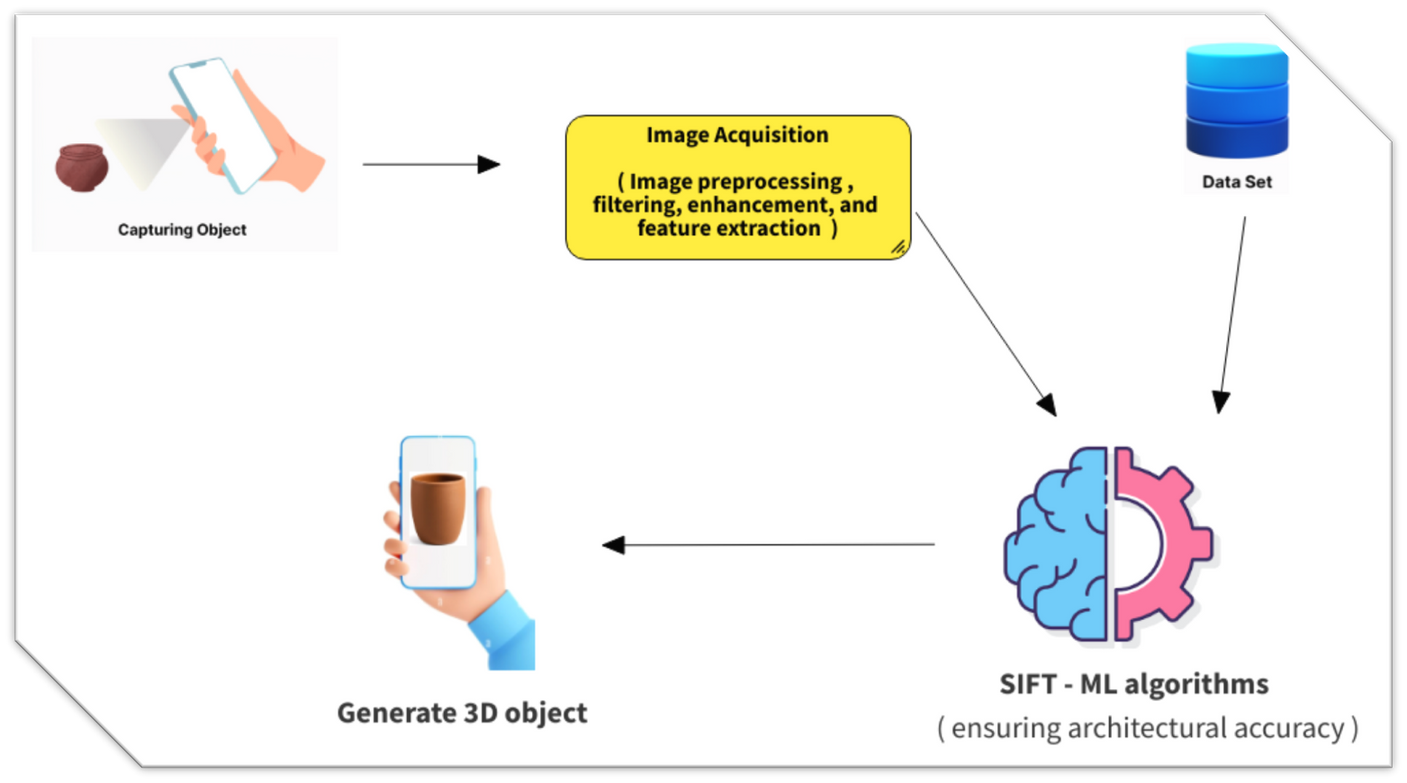 Capturing Object
Image Acquisition
( Image preprocessing ,
filtering, enhancement, and
feature extraction )
Data Set
Generate 3D object
SIFT - ML algorithms
( ensuring architectural accuracy )